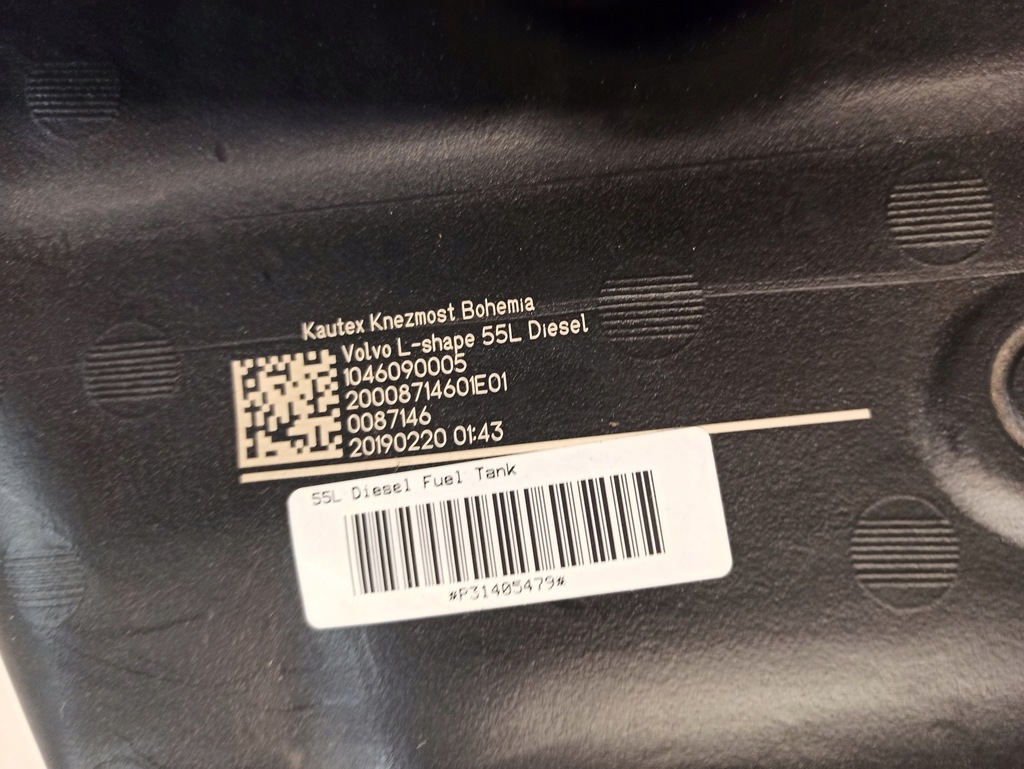 Kautex Knezmost Bohemia
Volvo L-shape 55L Diesel
1046090005
20008714601E01
0087146
20190220 01:43
55L Diesel Fuel Tank
*P31405479*